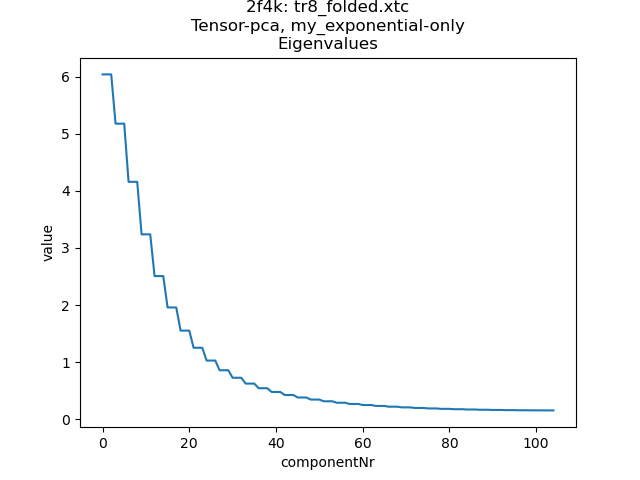 2f4k: tr8_folded.xtc
Tensor-pca, my_exponential-only
Eigenvalues
6
5
4
3
2
1
0
value
0
20
40
60
80
100
componentNr